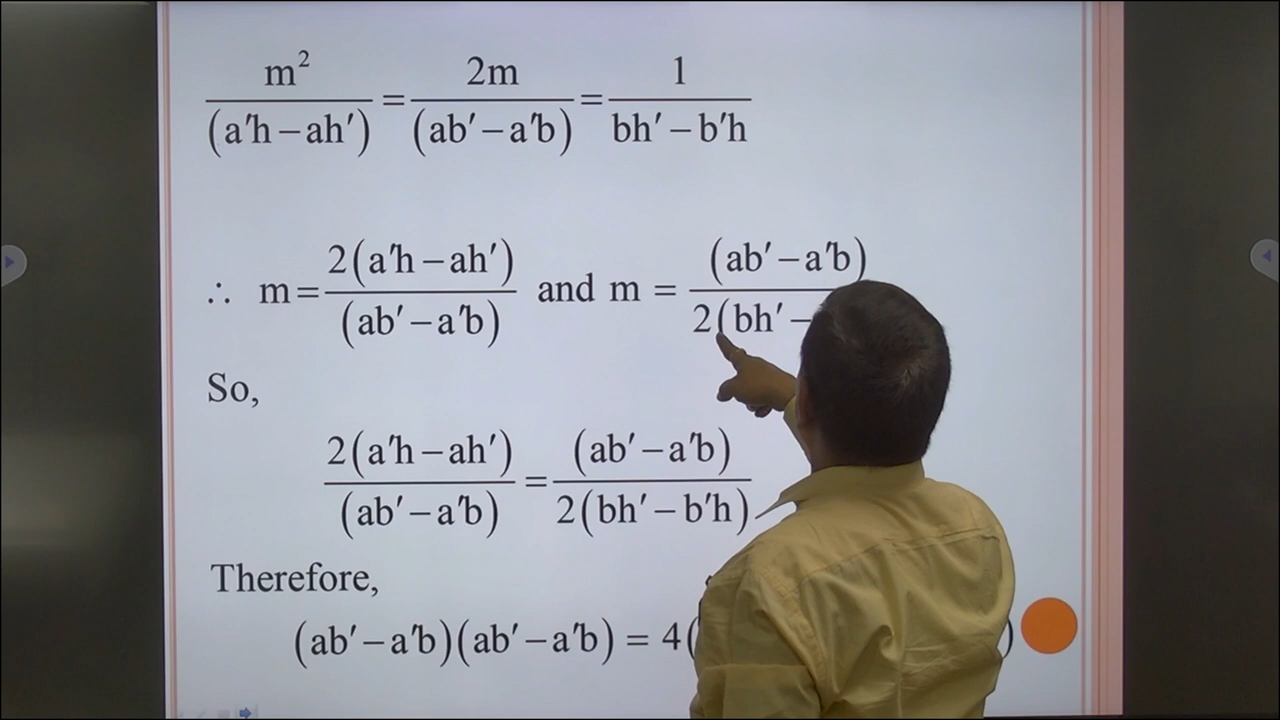 m²/(a′h – ah′) = 2m/(ab′ – a′b) = 1/bh′ – b′h
∴ m = 2(a′h – ah′)/(ab′ – a′b) and m = (ab′ – a′b)/2(bh′ –
So,
2(a′h – ah′)/(ab′ – a′b) = (ab′ – a′b)/2(bh′ – b′h)
Therefore,
(ab′ – a′b)(ab′ – a′b) = 4( )